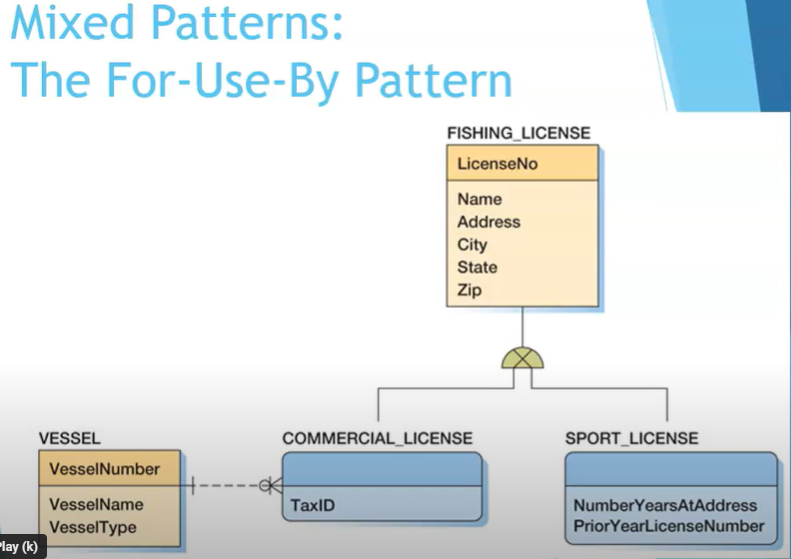 Mixed Patterns:
The For-Use-By Pattern
FISHING_LICENSE
LicenseNo
Name
Address
City
State
Zip
VESSEL
VesselNumber
VesselName
VesselType
COMMERCIAL_LICENSE
TaxID
SPORT_LICENSE
NumberYearsAtAddress
PriorYearLicenseNumber
lay (k)